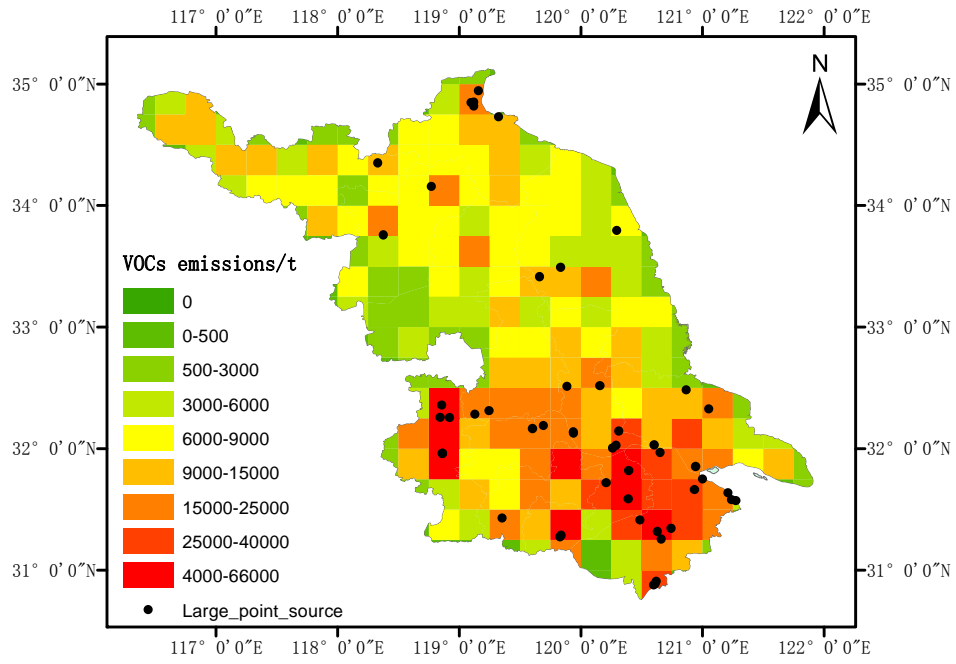 117° 0′0″E 118° 0′0″E 119° 0′0″E 120° 0′0″E 121° 0′0″E 122° 0′0″E
N
35° 0′0″N 35° 0′0″N
34° 0′0″N 34° 0′0″N
VOCs emissions/t
0
33° 0′0″N 33° 0′0″N
0-500
500-3000
3000-6000
6000-9000
32° 0′0″N 32° 0′0″N
9000-15000
15000-25000
25000-40000
31° 0′0″N 31° 0′0″N
4000-66000
Large_point_source
117° 0′0″E 118° 0′0″E 119° 0′0″E 120° 0′0″E 121° 0′0″E 122° 0′0″E